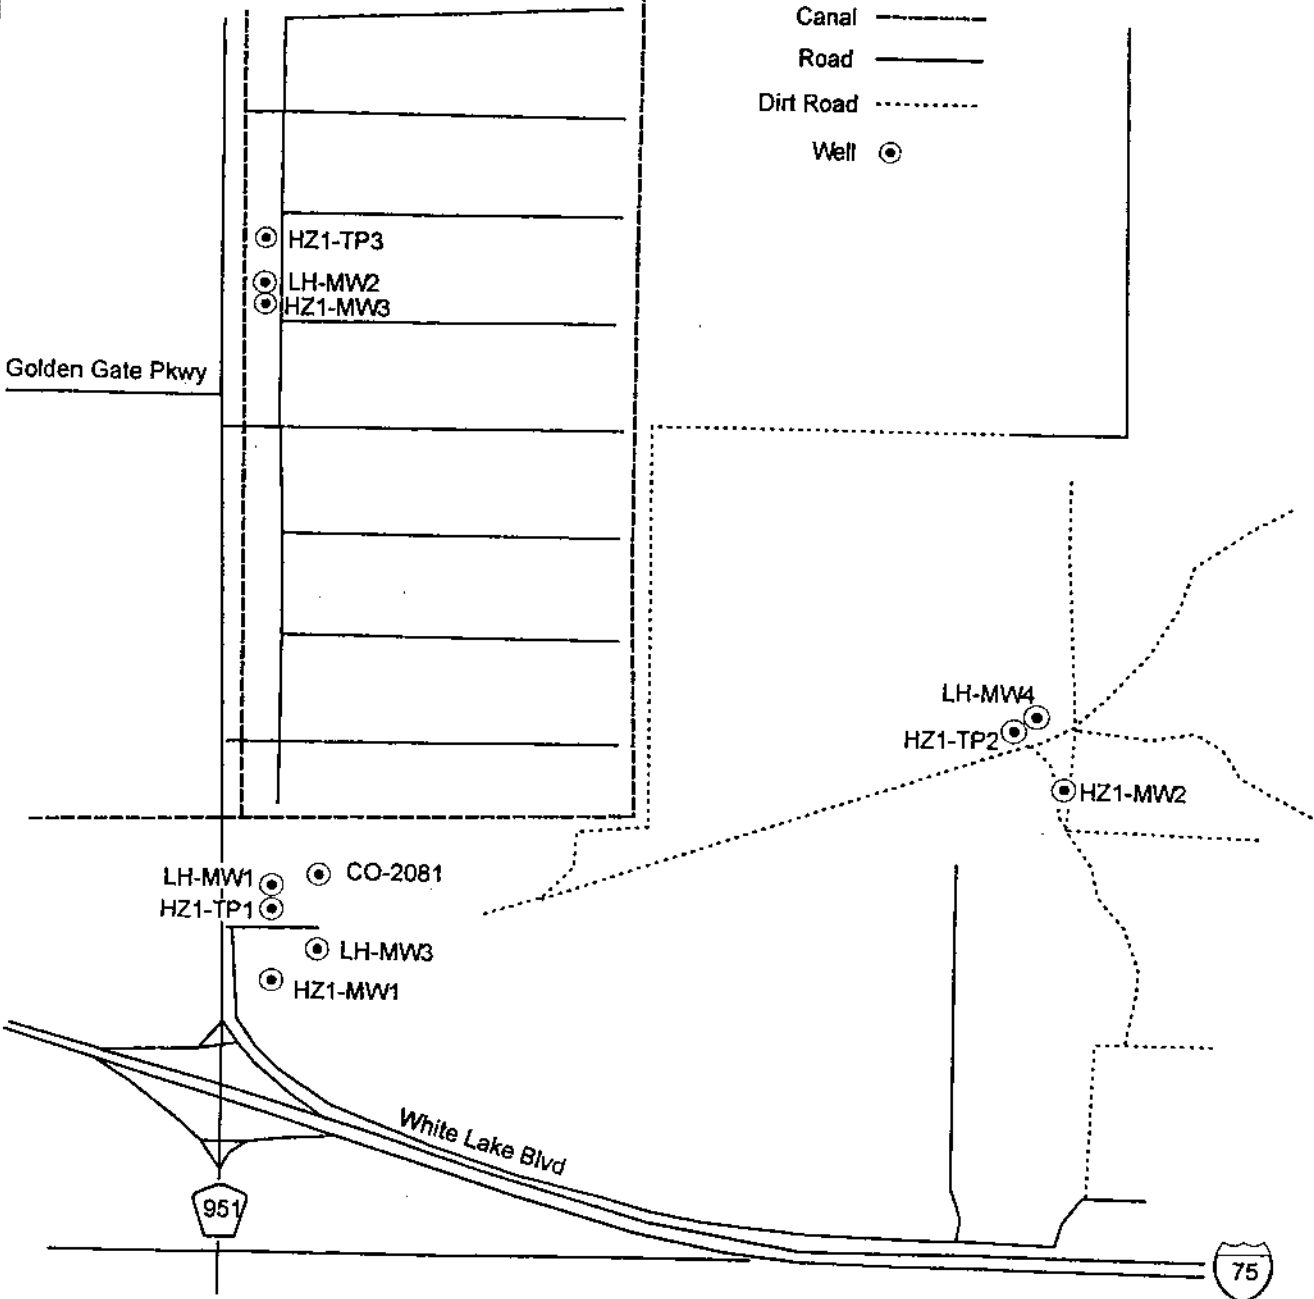 Canal
Road
Dirt Road
Well
HZ1-TP3
LH-MW2
HZ1-MW3
Golden Gate Pkwy
LH-MW4
HZ1-TP2
HZ1-MW2
CO-2081
LH-MW1
HZ1-TP1
LH-MW3
HZ1-MW1
White Lake Blvd
951
75